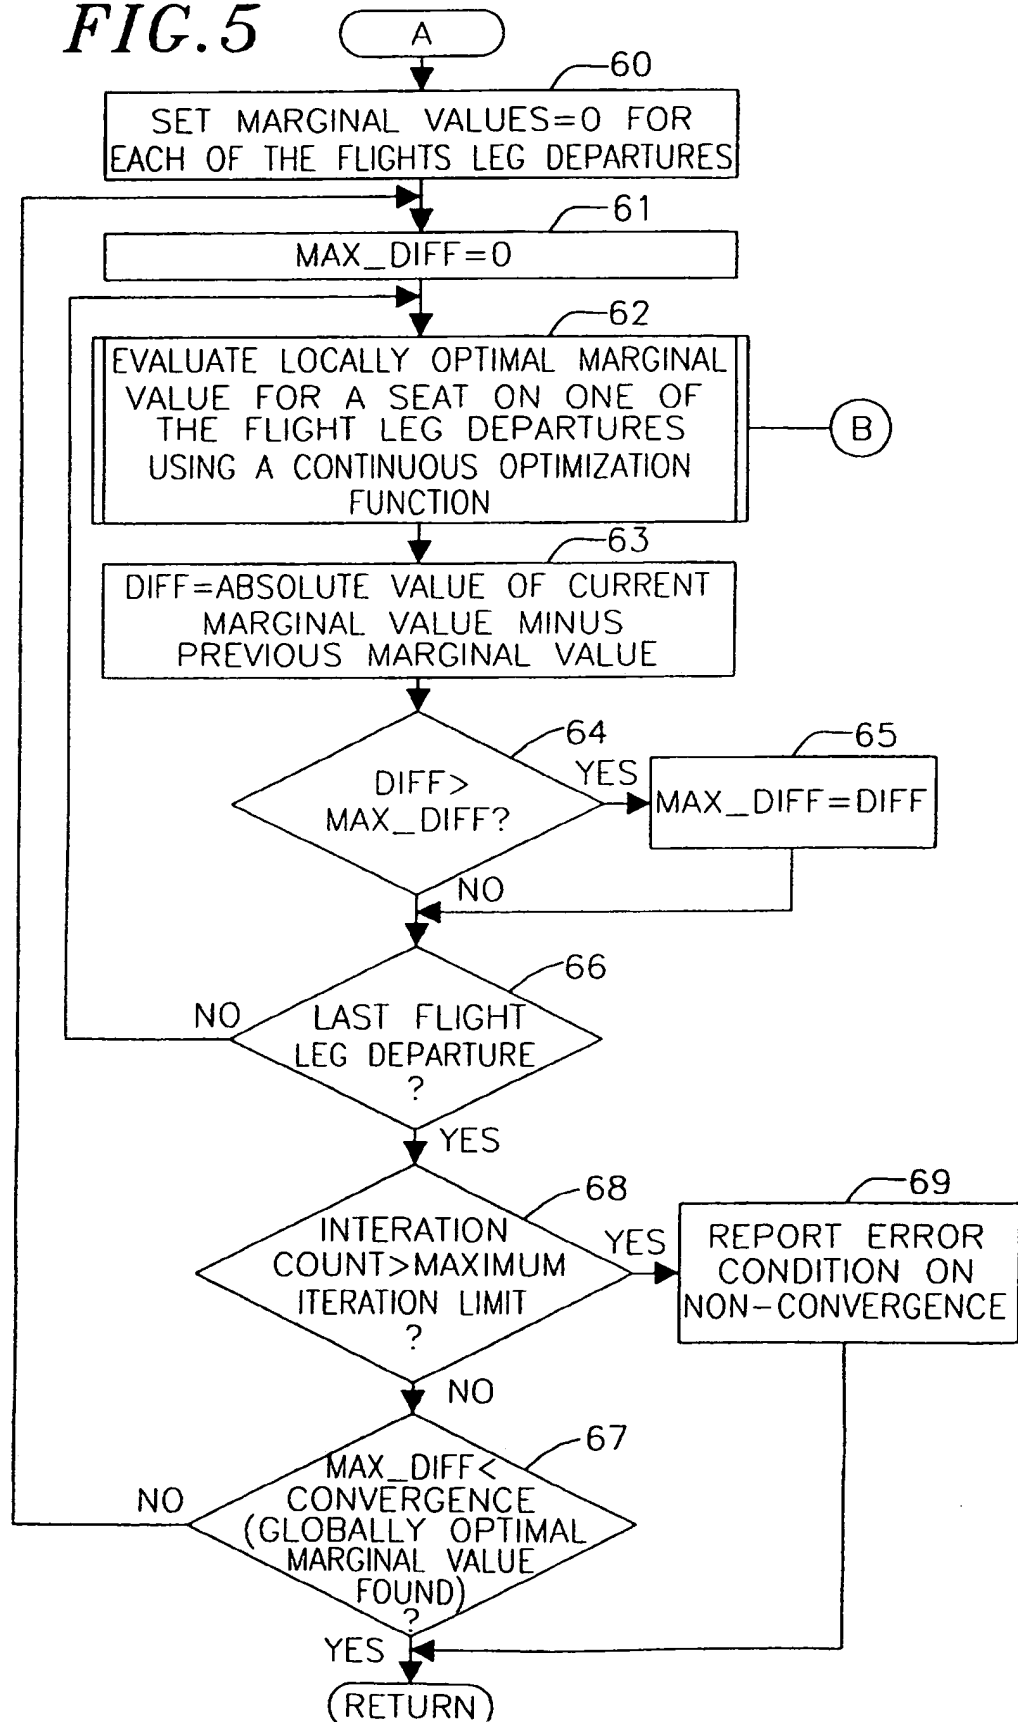 FIG.5
A
60
SET MARGINAL VALUES=0 FOR
EACH OF THE FLIGHTS LEG DEPARTURES
61
MAX_DIFF=0
62
EVALUATE LOCALLY OPTIMAL MARGINAL
VALUE FOR A SEAT ON ONE OF
THE FLIGHT LEG DEPARTURES
USING A CONTINUOUS OPTIMIZATION
FUNCTION
B
63
DIFF=ABSOLUTE VALUE OF CURRENT
MARGINAL VALUE MINUS
PREVIOUS MARGINAL VALUE
64
DIFF>
MAX_DIFF?
YES
65
MAX_DIFF=DIFF
NO
66
LAST FLIGHT
LEG DEPARTURE
?
NO
YES
68
INTERATION
COUNT>MAXIMUM
ITERATION LIMIT
?
YES
69
REPORT ERROR
CONDITION ON
NON-CONVERGENCE
NO
67
MAX_DIFF<
CONVERGENCE
(GLOBALLY OPTIMAL
MARGINAL VALUE
FOUND)
?
NO
YES
RETURN